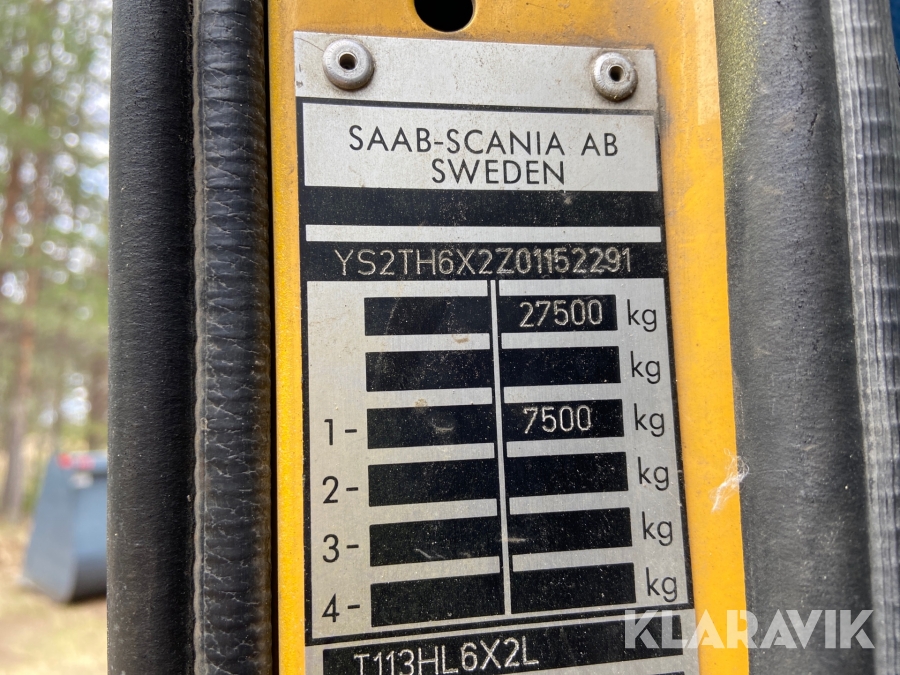 SAAB-SCANIA AB
SWEDEN
YS2TH6X2Z01152291
27500 kg
kg
1- 7500 kg
2- kg
3- kg
4- kg
T113HL6X2L
KLARAVIK